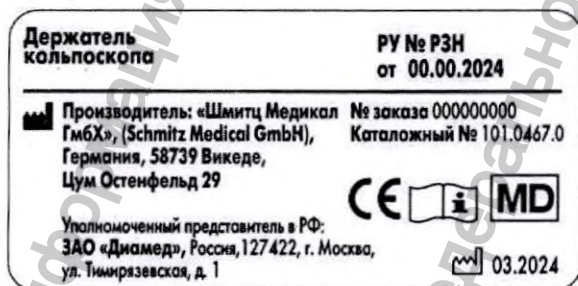 Держатель
кольпоскопа
РУ № РЗН
от 00.00.2024
Производитель: «Шмитц Медикал
ГмбХ», (Schmitz Medical GmbH),
Германия, 58739 Викеде,
Цум Остенфельд 29
№ заказа 000000000
Каталожный № 101.0467.0
CE i MD
Уполномоченный представитель в РФ:
ЗАО «Диамед», Россия, 127422, г. Москва,
ул. Тимирязевская, д. 1
03.2024